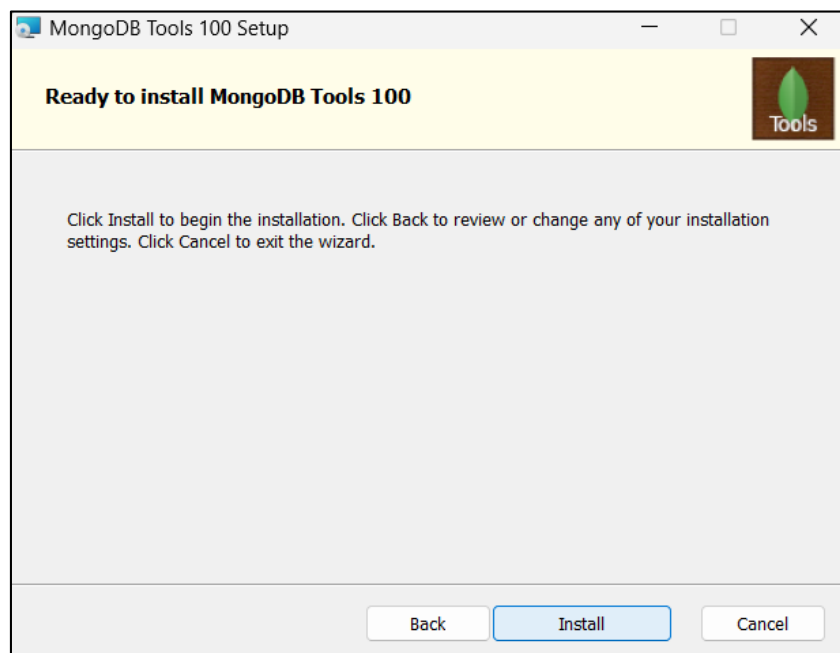 MongoDB Tools 100 Setup
Ready to install MongoDB Tools 100
Tools
Click Install to begin the installation. Click Back to review or change any of your installation
settings. Click Cancel to exit the wizard.
Back
Install
Cancel